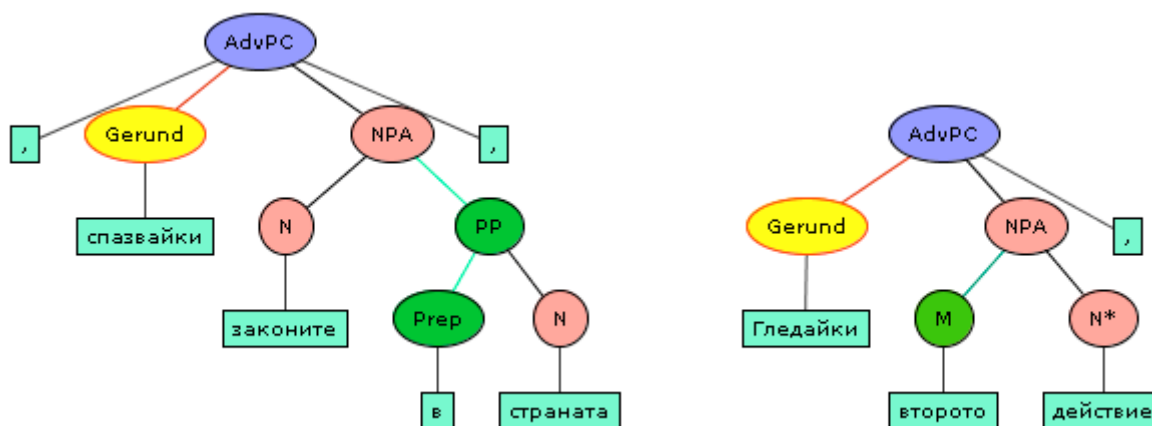 AdvPC
, Gerund NPA ,
спазвайки N PP
законите Prep N
в страната
AdvPC
Gerund NPA ,
Гледайки M N*
второто действие